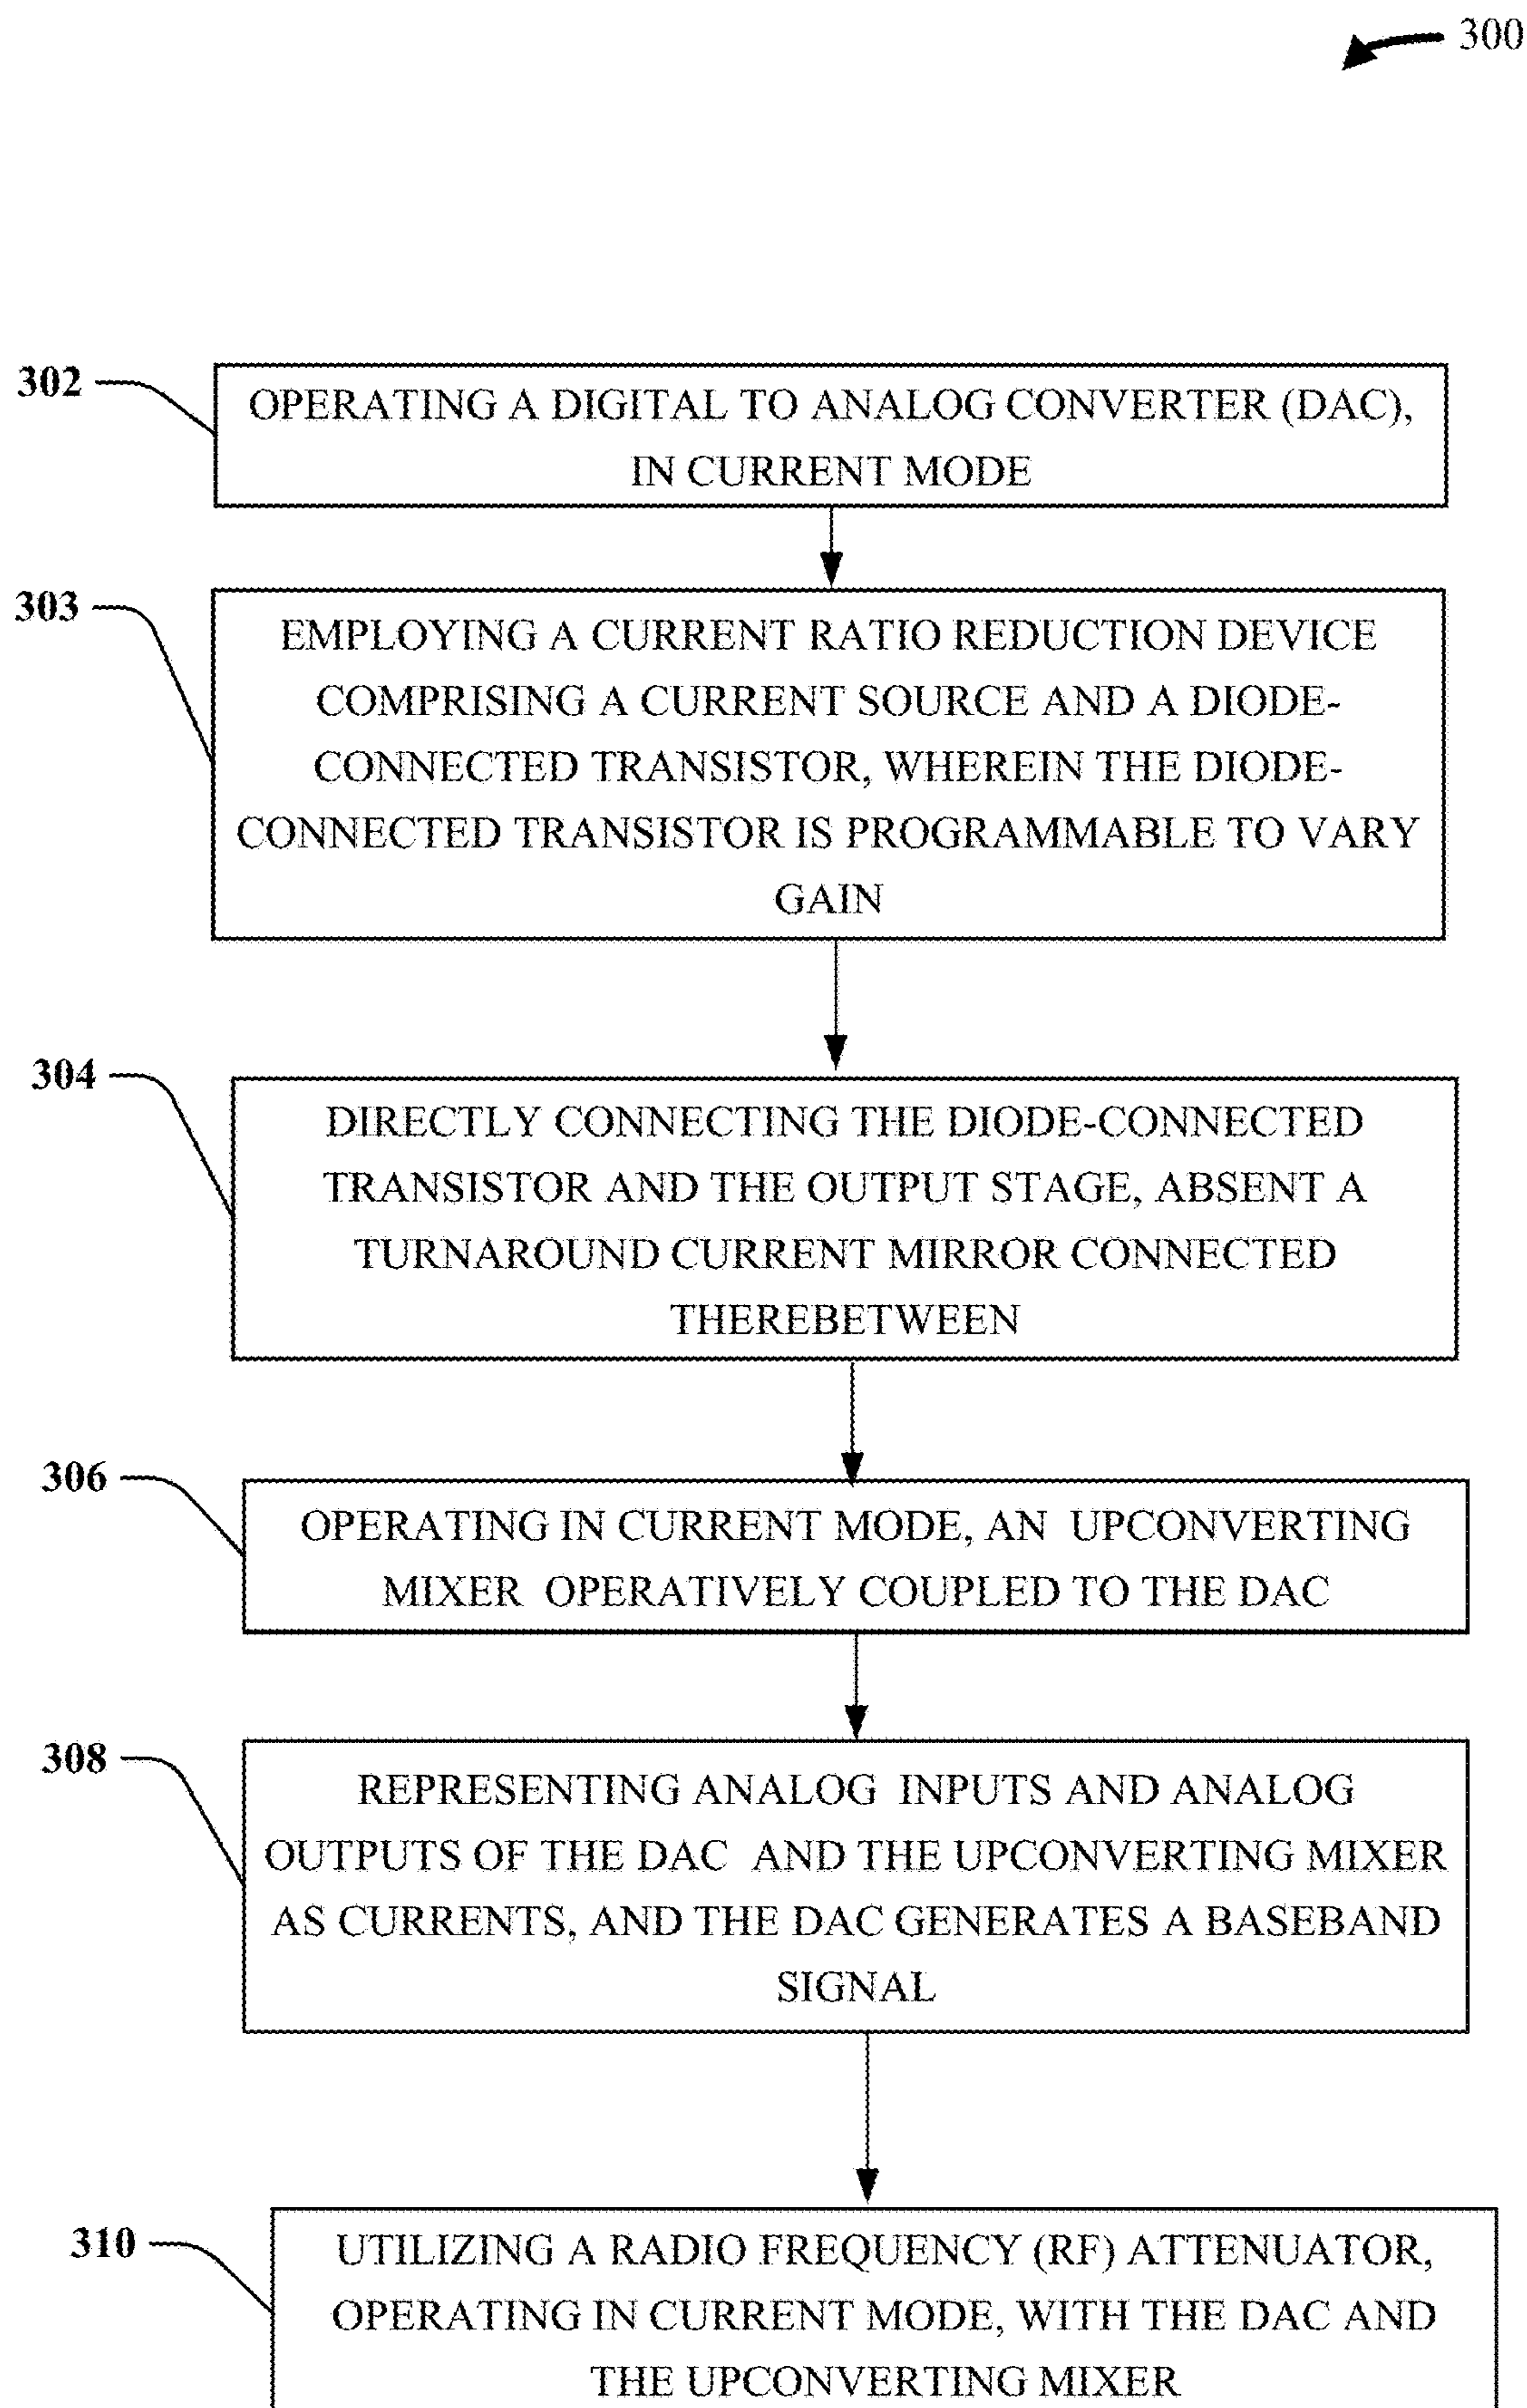 300
302
OPERATING A DIGITAL TO ANALOG CONVERTER (DAC),
IN CURRENT MODE
303
EMPLOYING A CURRENT RATIO REDUCTION DEVICE
COMPRISING A CURRENT SOURCE AND A DIODE-
CONNECTED TRANSISTOR, WHEREIN THE DIODE-
CONNECTED TRANSISTOR IS PROGRAMMABLE TO VARY
GAIN
304
DIRECTLY CONNECTING THE DIODE-CONNECTED
TRANSISTOR AND THE OUTPUT STAGE, ABSENT A
TURNAROUND CURRENT MIRROR CONNECTED
THEREBETWEEN
306
OPERATING IN CURRENT MODE, AN UPCONVERTING
MIXER OPERATIVELY COUPLED TO THE DAC
308
REPRESENTING ANALOG INPUTS AND ANALOG
OUTPUTS OF THE DAC AND THE UPCONVERTING MIXER
AS CURRENTS, AND THE DAC GENERATES A BASEBAND
SIGNAL
310
UTILIZING A RADIO FREQUENCY (RF) ATTENUATOR,
OPERATING IN CURRENT MODE, WITH THE DAC AND
THE UPCONVERTING MIXER